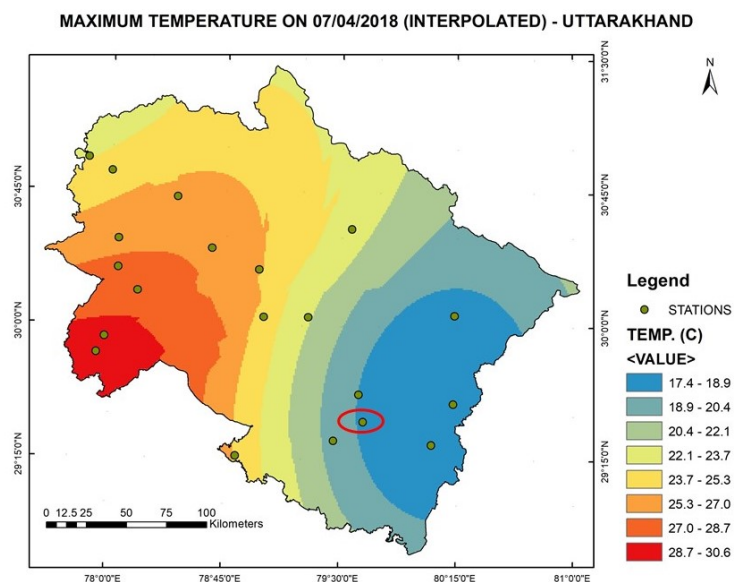 MAXIMUM TEMPERATURE ON 07/04/2018 (INTERPOLATED) - UTTARAKHAND
N
31°30'0"N
30°45'0"N
30°45'0"N
30°0'0"N
30°0'0"N
29°15'0"N
29°15'0"N
Legend
STATIONS
TEMP. (C)
<VALUE>
17.4 - 18.9
18.9 - 20.4
20.4 - 22.1
22.1 - 23.7
23.7 - 25.3
25.3 - 27.0
27.0 - 28.7
28.7 - 30.6
0 12.5 25 50 75 100
Kilometers
78°0'0"E 78°45'0"E 79°30'0"E 80°15'0"E 81°0'0"E